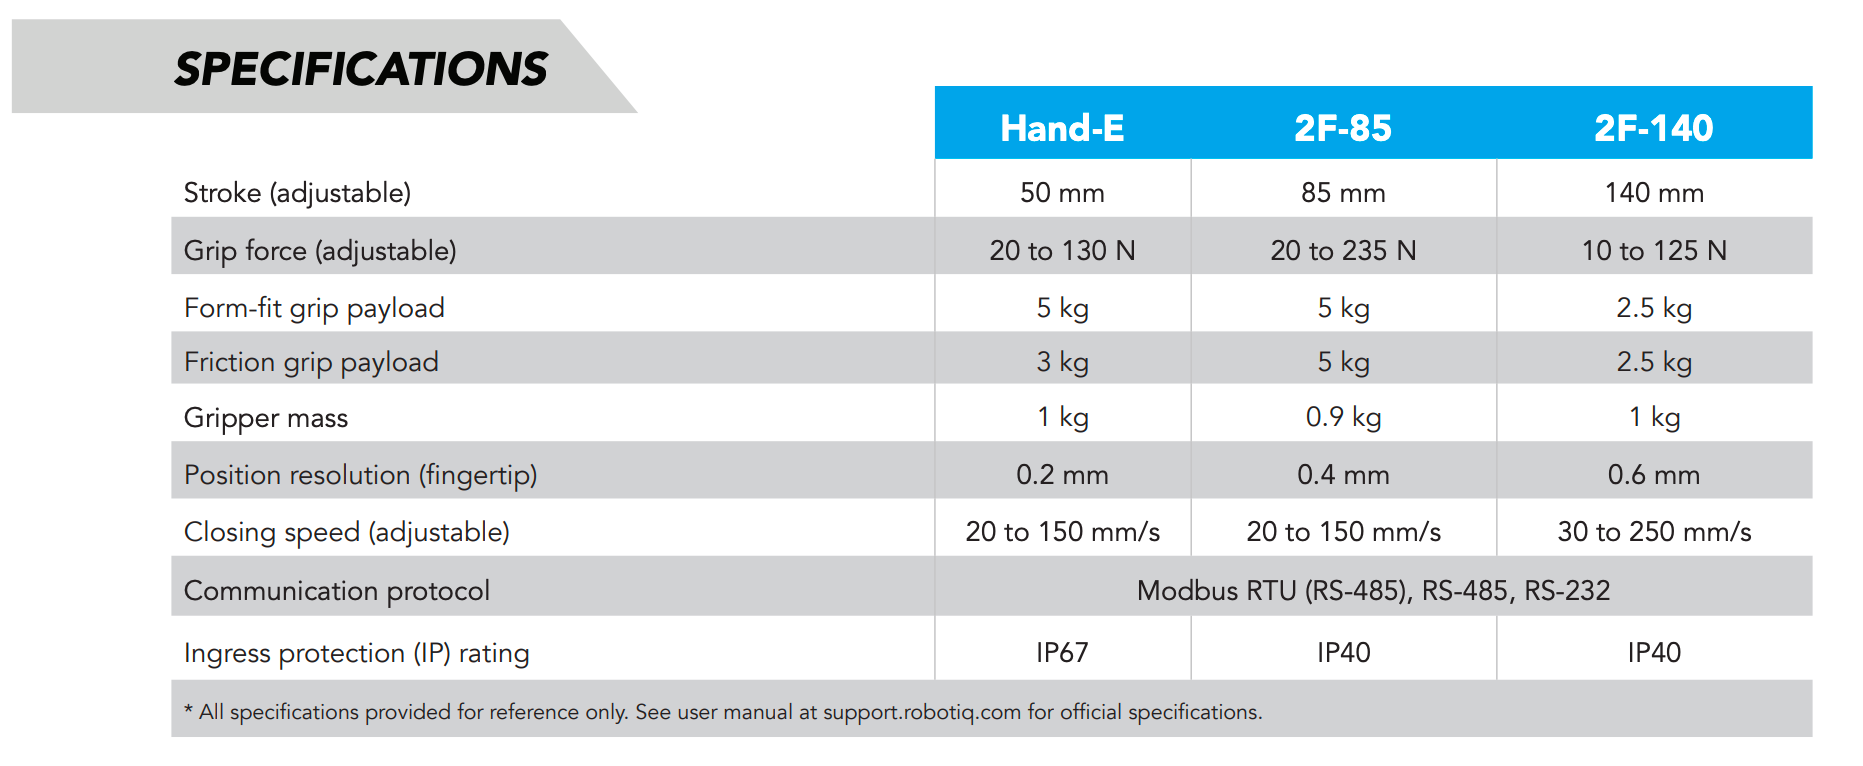 SPECIFICATIONS
Hand-E 2F-85 2F-140
Stroke (adjustable) 50 mm 85 mm 140 mm
Grip force (adjustable) 20 to 130 N 20 to 235 N 10 to 125 N
Form-fit grip payload 5 kg 5 kg 2.5 kg
Friction grip payload 3 kg 5 kg 2.5 kg
Gripper mass 1 kg 0.9 kg 1 kg
Position resolution (fingertip) 0.2 mm 0.4 mm 0.6 mm
Closing speed (adjustable) 20 to 150 mm/s 20 to 150 mm/s 30 to 250 mm/s
Communication protocol Modbus RTU (RS-485), RS-485, RS-232
Ingress protection (IP) rating IP67 IP40 IP40
* All specifications provided for reference only. See user manual at support.robotiq.com for official specifications.